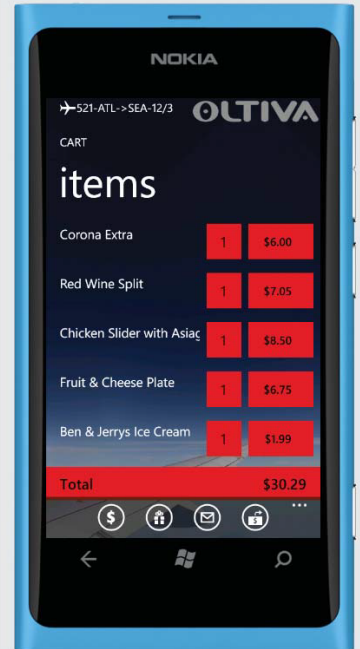 NOKIA
521-ATL->SEA-12/3 OLTIVA
CART
items
Corona Extra 1 $6.00
Red Wine Split 1 $7.05
Chicken Slider with Asiag 1 $8.50
Fruit & Cheese Plate 1 $6.75
Ben & Jerrys Ice Cream 1 $1.99
Total $30.29
$
$
...